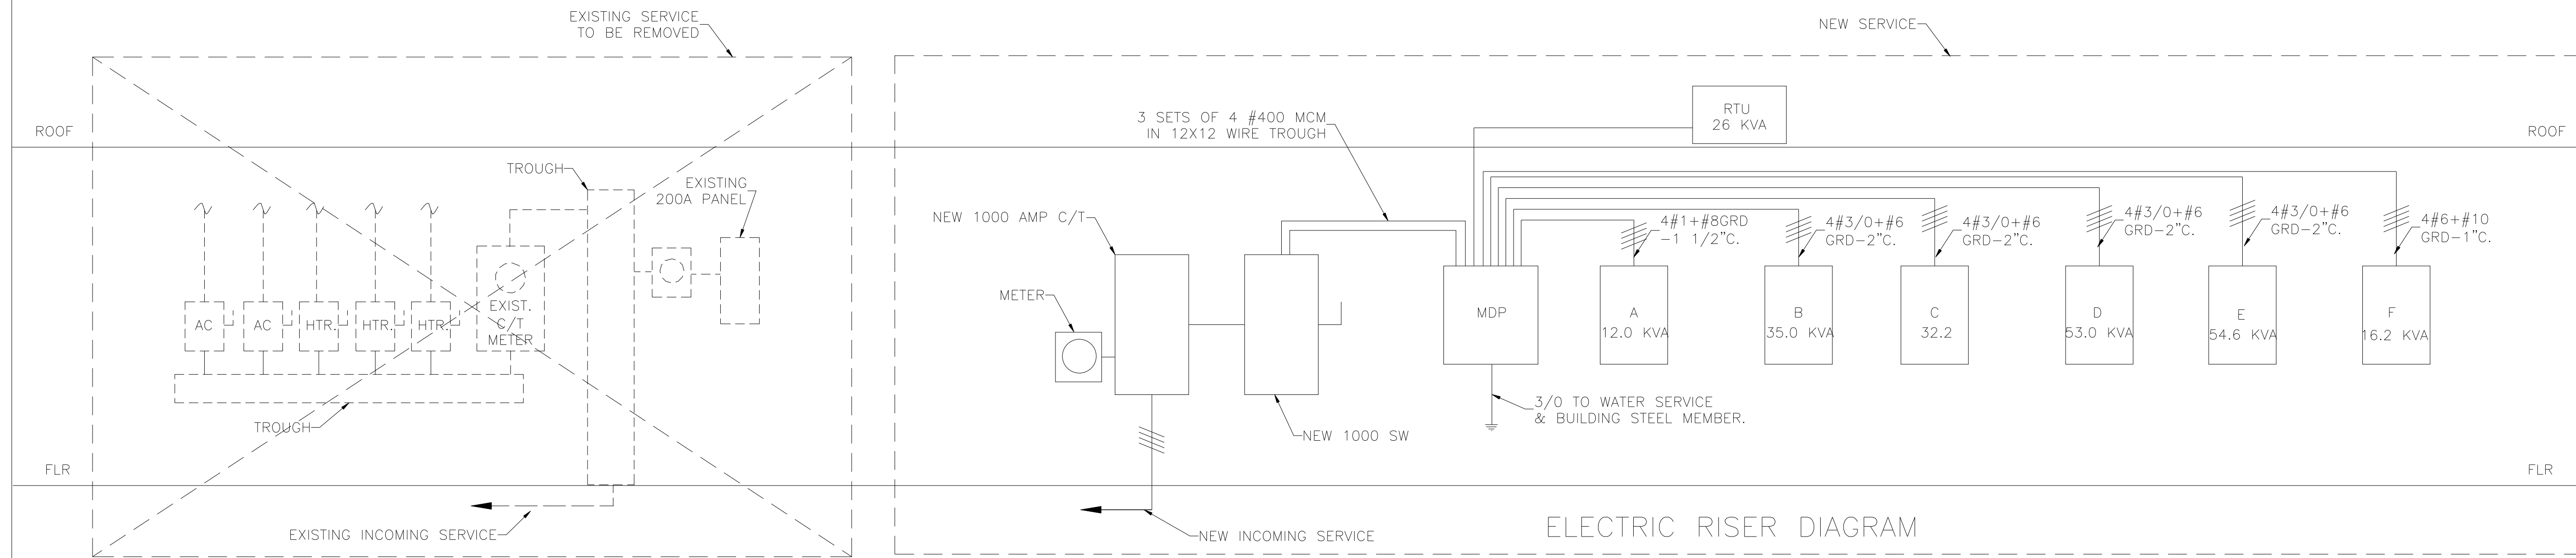 EXISTING SERVICE
TO BE REMOVED
NEW SERVICE
ROOF
TROUGH
EXISTING
200A PANEL
AC
AC
HTR.
HTR.
HTR.
EXIST.
C/T
METER
TROUGH
FLR
EXISTING INCOMING SERVICE
3 SETS OF 4 #400 MCM
IN 12X12 WIRE TROUGH
RTU
26 KVA
ROOF
NEW 1000 AMP C/T
METER
NEW 1000 SW
MDP
3/0 TO WATER SERVICE
& BUILDING STEEL MEMBER.
4#1+#8GRD
-1 1/2"C.
A
12.0 KVA
4#3/0+#6
GRD-2"C.
B
35.0 KVA
4#3/0+#6
GRD-2"C.
C
32.2
4#3/0+#6
GRD-2"C.
D
53.0 KVA
4#3/0+#6
GRD-2"C.
E
54.6 KVA
4#6+#10
GRD-1"C.
F
16.2 KVA
FLR
NEW INCOMING SERVICE
ELECTRIC RISER DIAGRAM